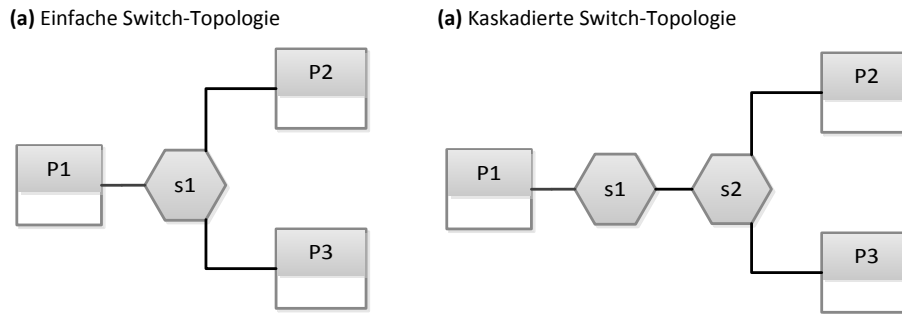 (a) Einfache Switch-Topologie
P2
P1
s1
P3
(a) Kaskadierte Switch-Topologie
P2
P1
s1
s2
P3